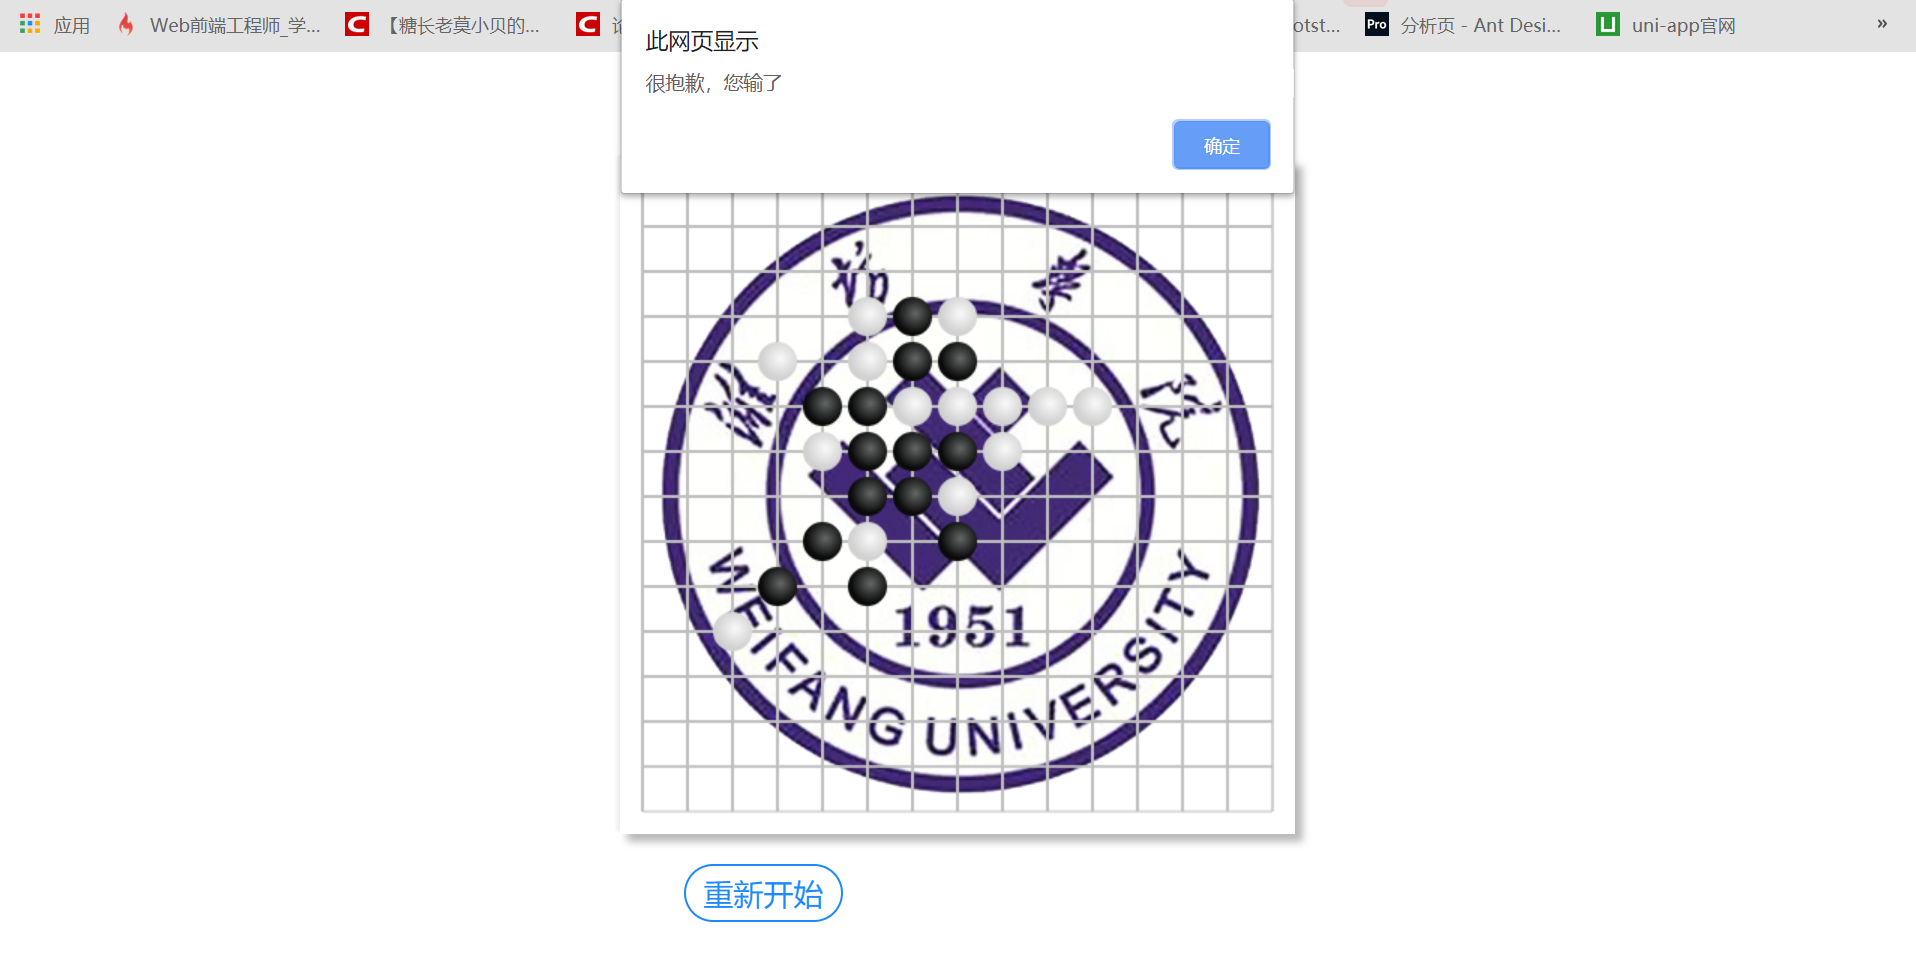 应用
Web前端工程师_学...
【糖长老莫小贝的...
otst...
Pro
分析页 - Ant Desi...
uni-app官网
»
此网页显示
很抱歉，您输了
确定
1951
WEIFANG UNIVERSITY
重新开始